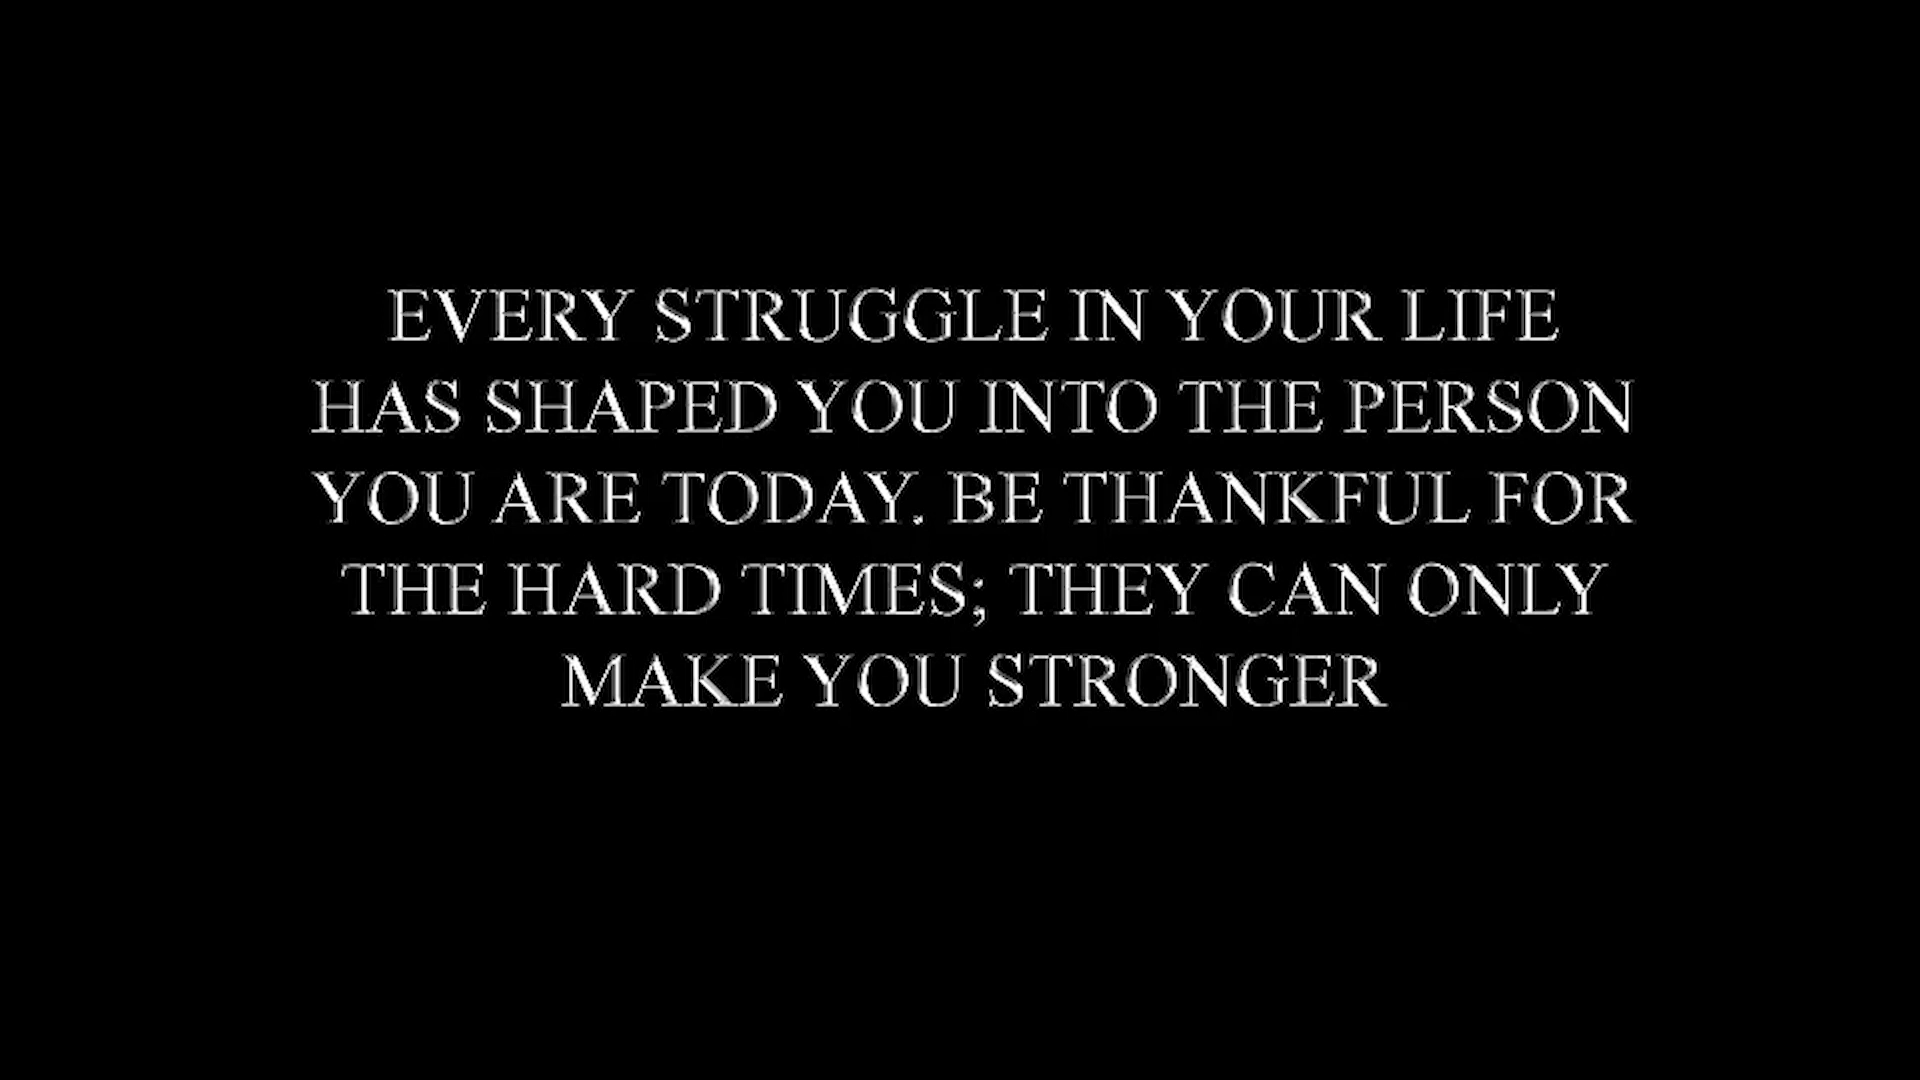 EVERY STRUGGLE IN YOUR LIFE
HAS SHAPED YOU INTO THE PERSON
YOU ARE TODAY. BE THANKFUL FOR
THE HARD TIMES; THEY CAN ONLY
MAKE YOU STRONGER